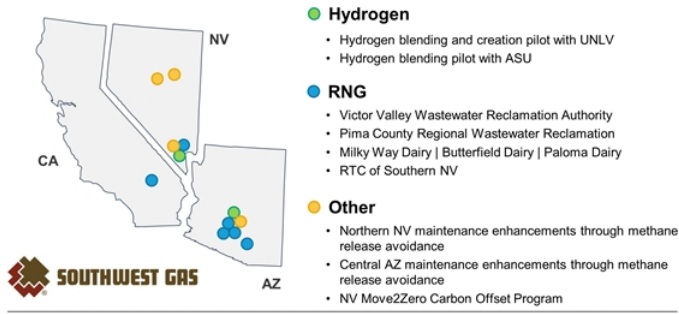 NV
CA
AZ
SOUTHWEST GAS
Hydrogen
• Hydrogen blending and creation pilot with UNLV
• Hydrogen blending pilot with ASU
RNG
• Victor Valley Wastewater Reclamation Authority
• Pima County Regional Wastewater Reclamation
• Milky Way Dairy | Butterfield Dairy | Paloma Dairy
• RTC of Southern NV
Other
• Northern NV maintenance enhancements through methane
release avoidance
• Central AZ maintenance enhancements through methane
release avoidance
• NV Move2Zero Carbon Offset Program